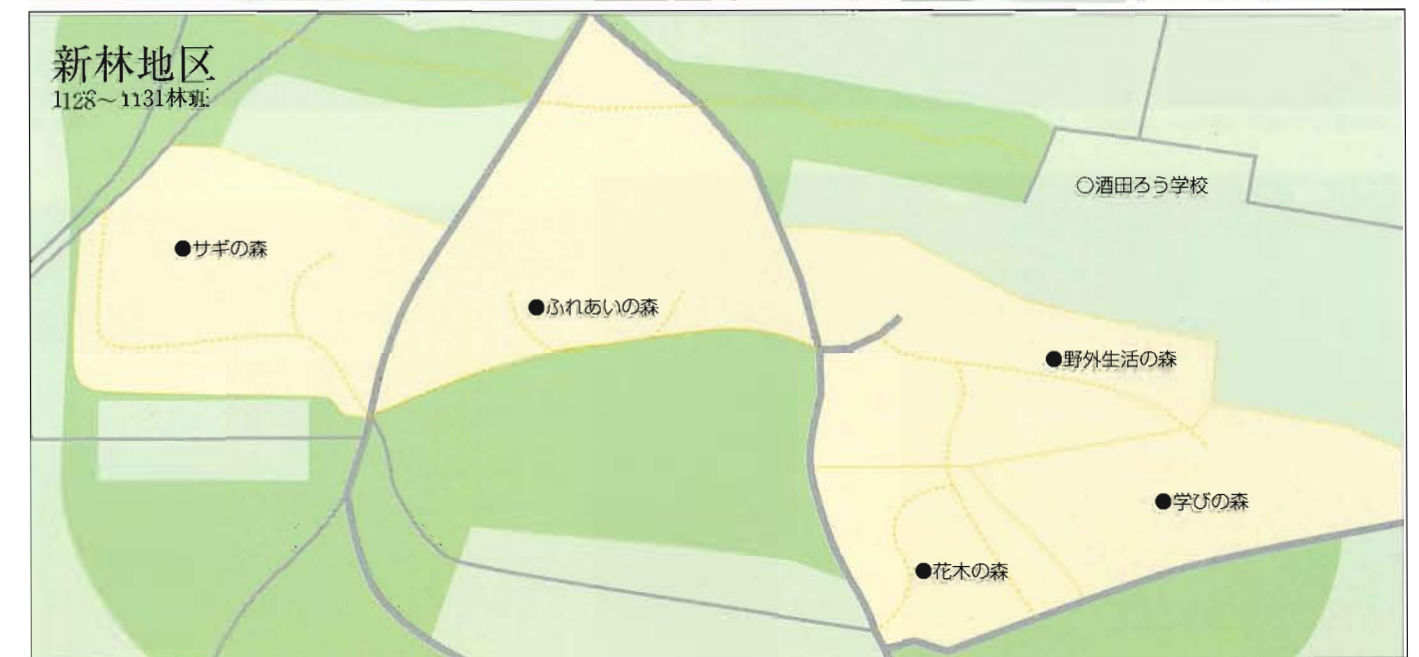 新林地区
1128～1131林班
○酒田ろう学校
●サギの森
●ふれあいの森
●野外生活の森
●学びの森
●花木の森